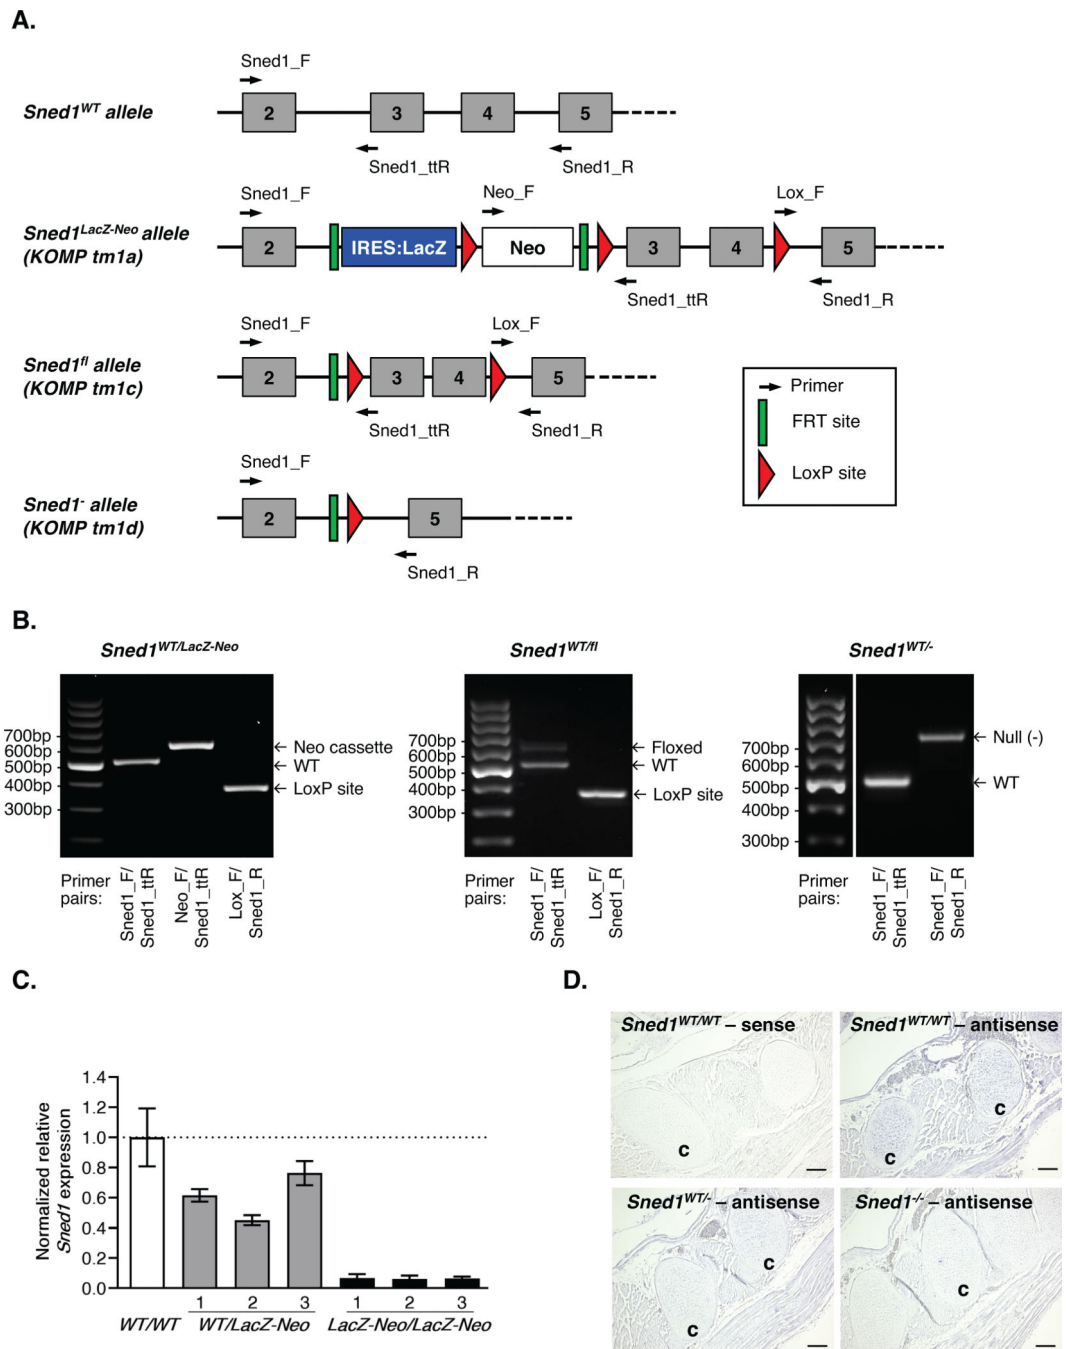 A.
Sned1_F
Sned1WT allele
2
3
4
5
Sned1_ttR
Sned1_R
Sned1_F
Neo_F
Lox_F
Sned1LacZ-Neo allele
(KOMP tm1a)
2
IRES:LacZ
Neo
3
4
5
Sned1_ttR
Sned1_R
Sned1_F
Lox_F
Sned1fl allele
(KOMP tm1c)
2
3
4
5
Sned1_ttR
Sned1_R
Primer
FRT site
LoxP site
Sned1_F
Sned1- allele
(KOMP tm1d)
2
5
Sned1_R
B.
Sned1WT/LacZ-Neo
700bp
600bp
500bp
400bp
300bp
← Neo cassette
← WT
← LoxP site
Primer
pairs:
Sned1_F/
Sned1_ttR
Neo_F/
Sned1_ttR
Lox_F/
Sned1_R
Sned1WT/fl
700bp
600bp
500bp
400bp
300bp
← Floxed
← WT
← LoxP site
Primer
pairs:
Sned1_F/
Sned1_ttR
Lox_F/
Sned1_R
Sned1WT/-
700bp
600bp
500bp
400bp
300bp
← Null (-)
← WT
Primer
pairs:
Sned1_F/
Sned1_ttR
Sned1_F/
Sned1_R
C.
Normalized relative
Sned1 expression
1.4
1.2
1.0
0.8
0.6
0.4
0.2
0.0
1 2 3 1 2 3
WT/WT WT/LacZ-Neo LacZ-Neo/LacZ-Neo
D.
Sned1WT/WT – sense
c
Sned1WT/WT – antisense
c
c
Sned1WT/- – antisense
c
c
Sned1-/- – antisense
c